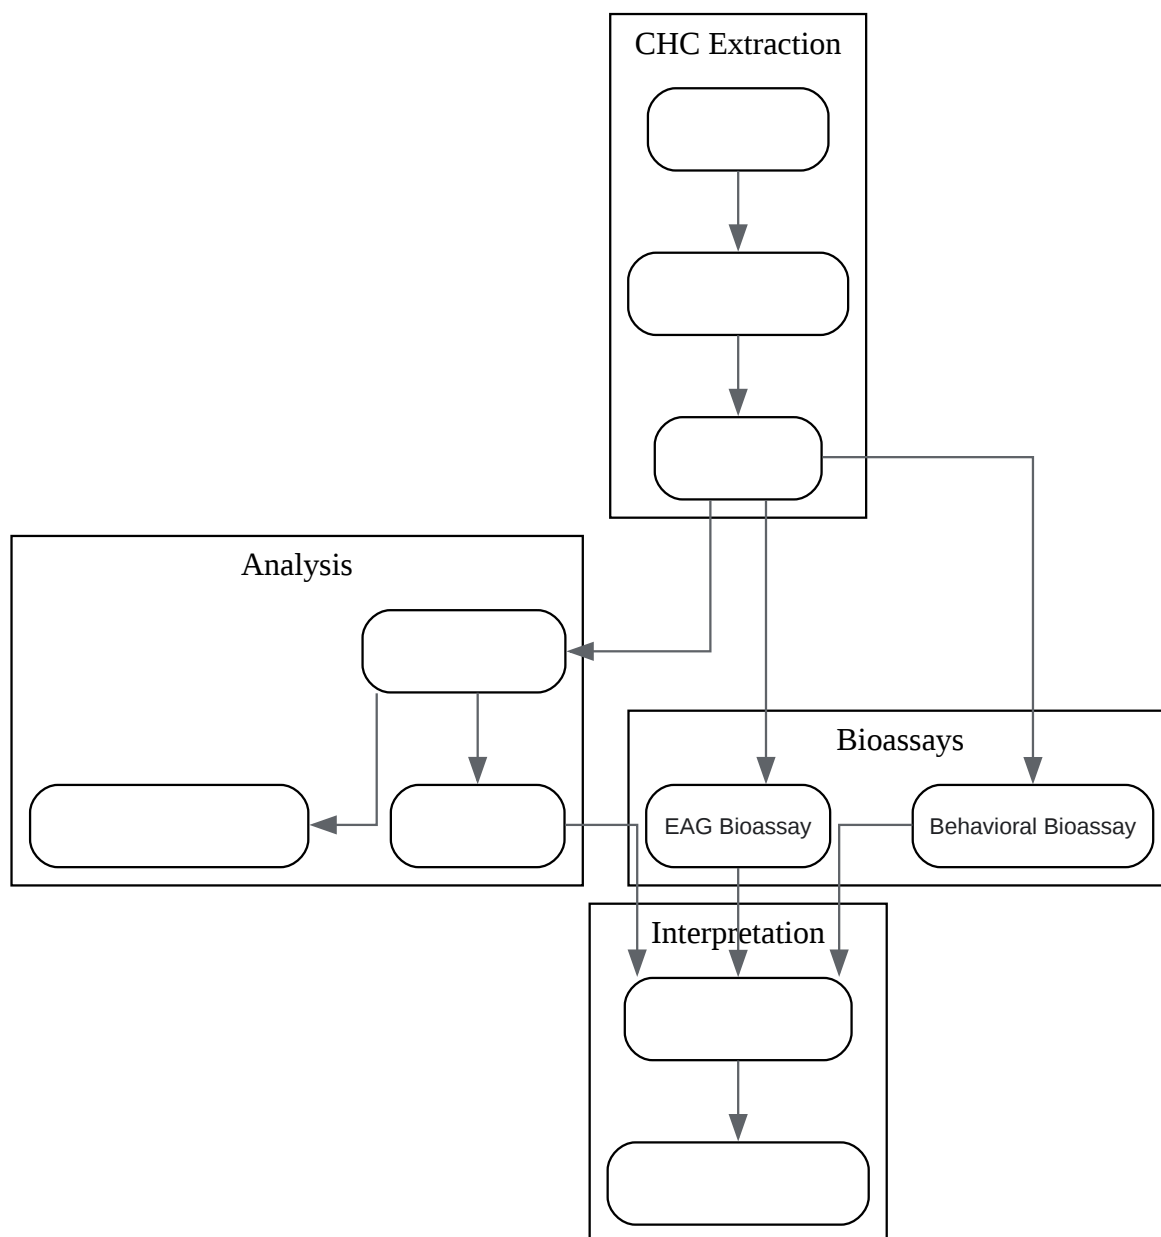 CHC Extraction
Analysis
Bioassays
EAG Bioassay
Behavioral Bioassay
Interpretation